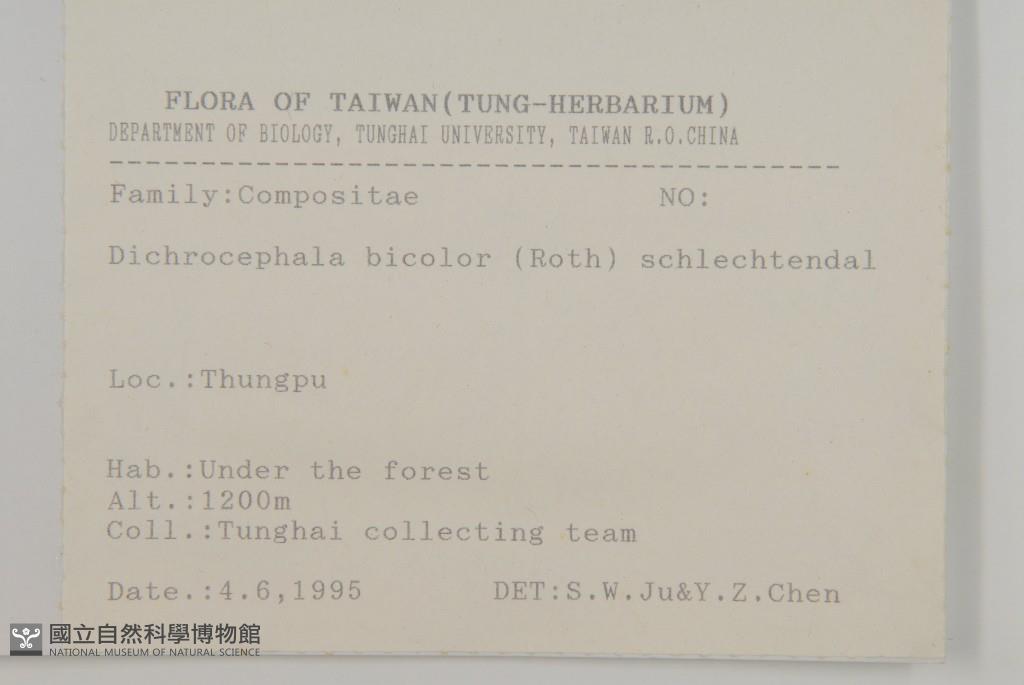 FLORA OF TAIWAN(TUNG-HERBARIUM)
DEPARTMENT OF BIOLOGY, TUNGHAI UNIVERSITY, TAIWAN R.O.CHINA
----------------------------------------
Family:Compositae NO:
Dichrocephala bicolor (Roth) schlechtendal
Loc.:Thungpu
Hab.:Under the forest
Alt.:1200m
Coll.:Tunghai collecting team
Date.:4.6,1995 DET:S.W.Ju&Y.Z.Chen
國立自然科學博物館
NATIONAL MUSEUM OF NATURAL SCIENCE